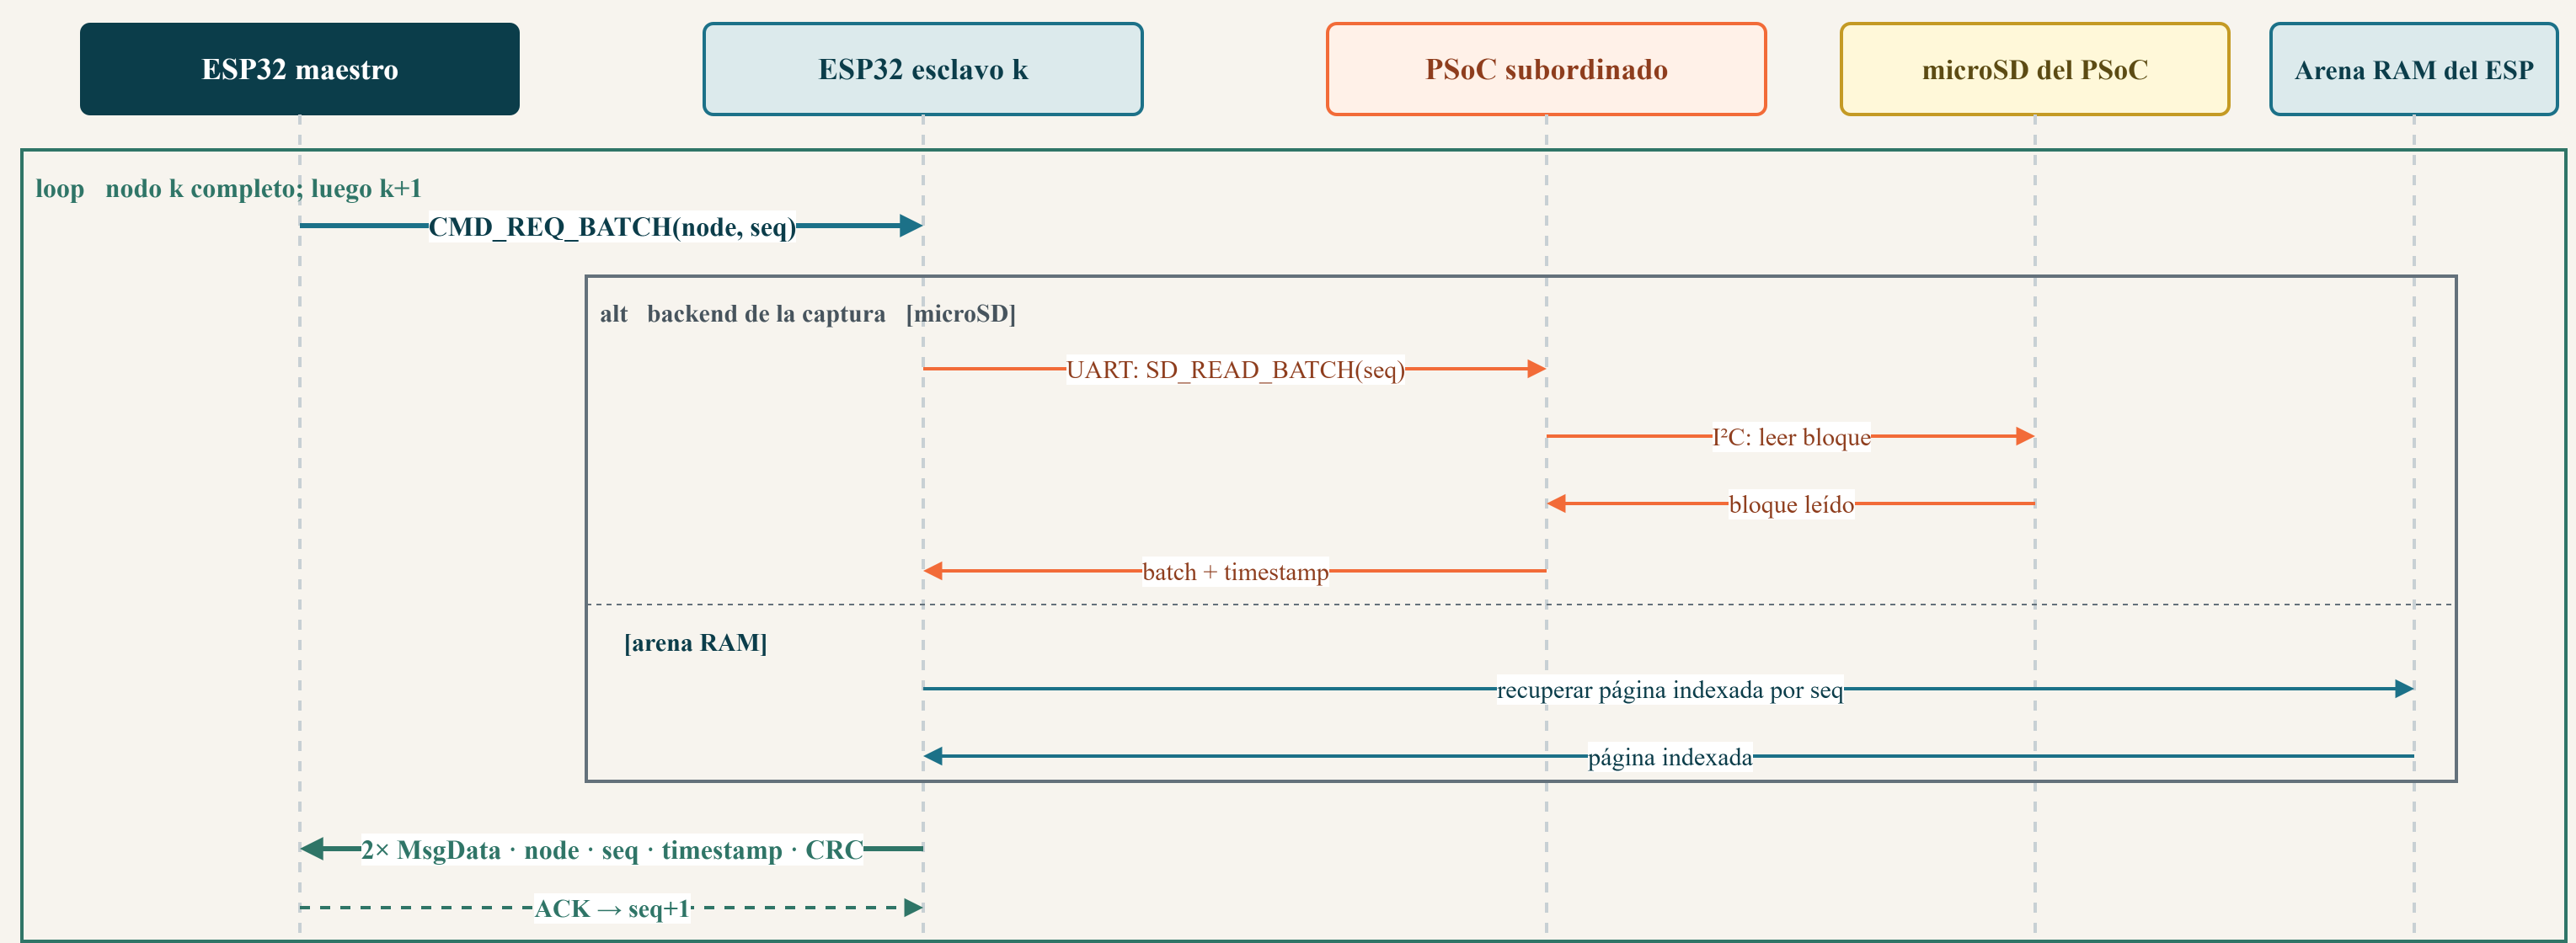 ESP32 maestro
ESP32 esclavo k
PSoC subordinado
microSD del PSoC
Arena RAM del ESP
loop nodo k completo; luego k+1
CMD_REQ_BATCH(node, seq)
alt backend de la captura [microSD]
UART: SD_READ_BATCH(seq)
I²C: leer bloque
bloque leído
batch + timestamp
[arena RAM]
recuperar página indexada por seq
página indexada
2× MsgData · node · seq · timestamp · CRC
ACK → seq+1